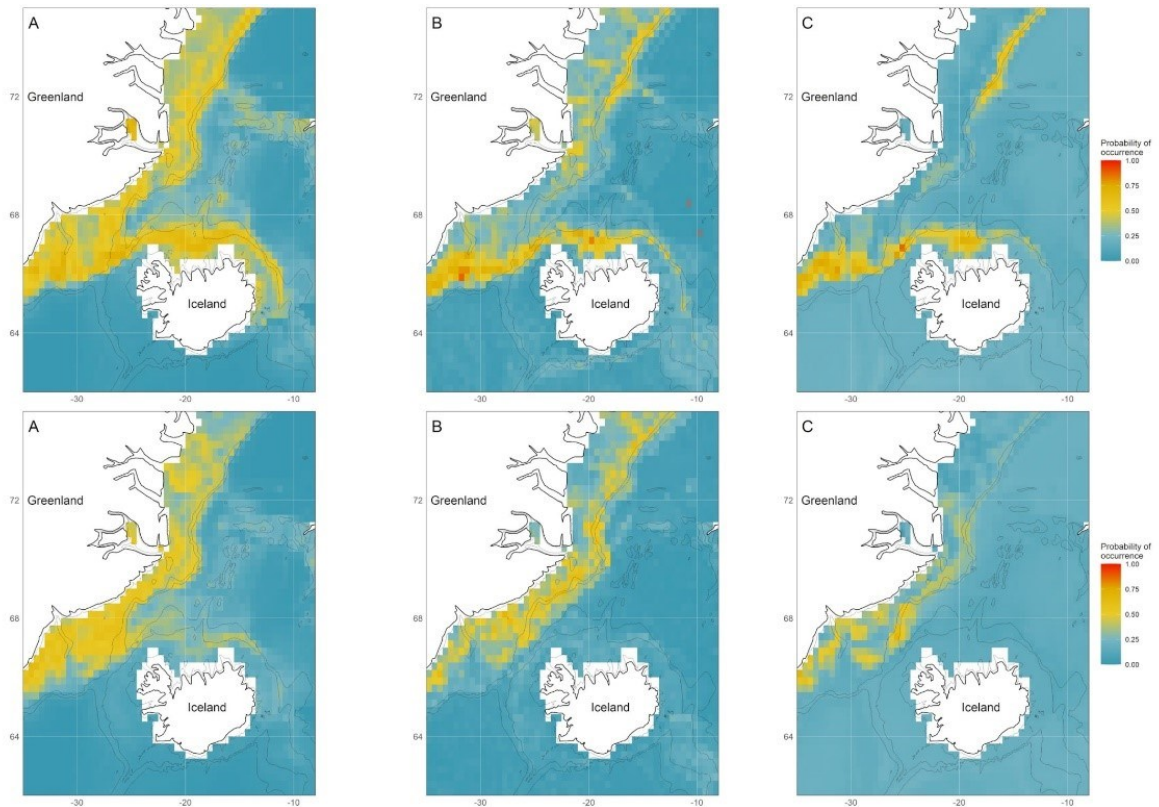 A
B
C
Greenland
Greenland
Greenland
72
72
72
Probability of
occurrence
1.00
0.75
0.50
0.25
0.00
68
68
68
Iceland
Iceland
Iceland
64
64
64
-30
-20
-10
-30
-20
-10
-30
-20
-10
A
B
C
Greenland
Greenland
Greenland
72
72
72
Probability of
occurrence
1.00
0.75
0.50
0.25
0.00
68
68
68
Iceland
Iceland
Iceland
64
64
64
-30
-20
-10
-30
-20
-10
-30
-20
-10